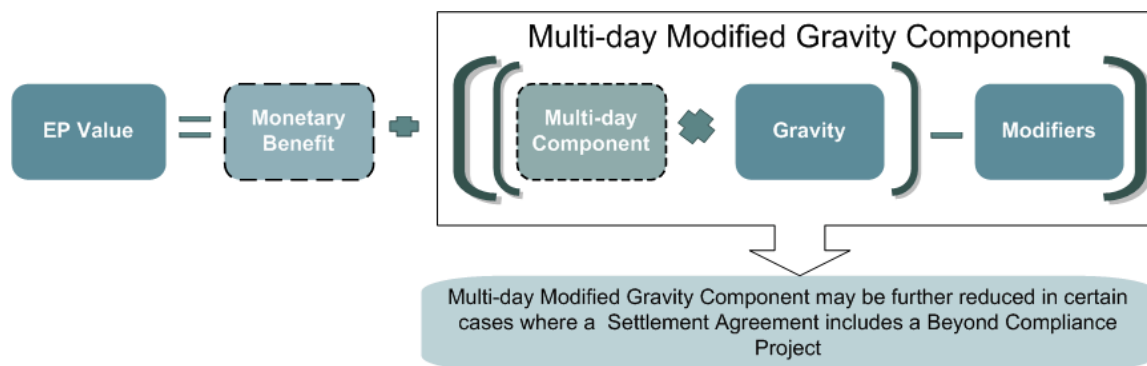 Multi-day Modified Gravity Component
EP Value
=
Monetary
Benefit
+
((
Multi-day
Component
×
Gravity
)
−
Modifiers
)
Multi-day Modified Gravity Component may be further reduced in certain
cases where a Settlement Agreement includes a Beyond Compliance
Project